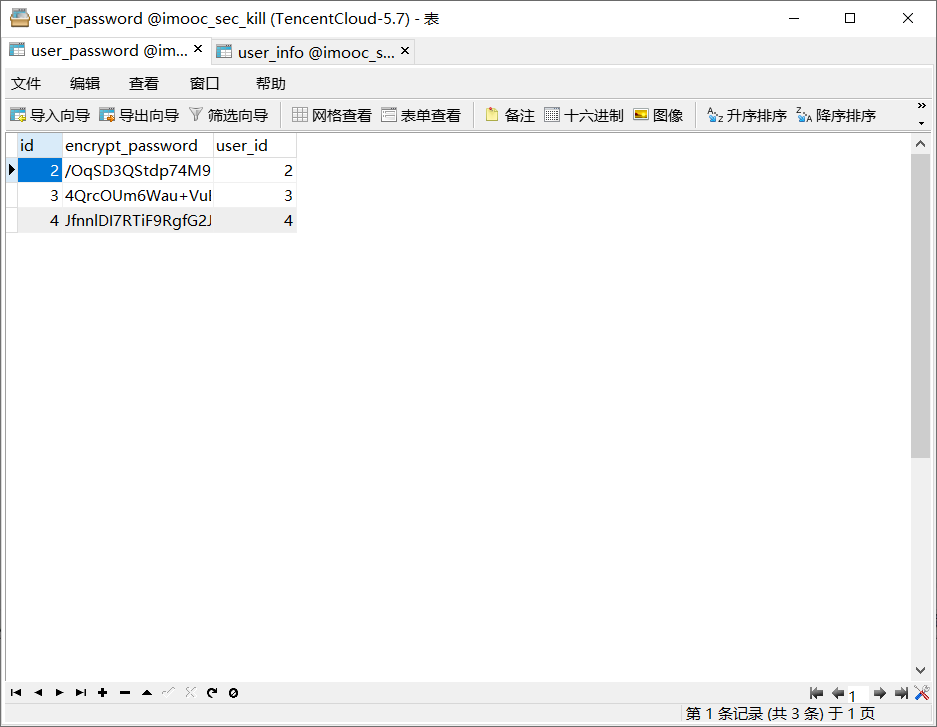 user_password @imooc_sec_kill (TencentCloud-5.7) - 表
user_password @im... user_info @imooc_s...
文件 编辑 查看 窗口 帮助
导入向导 导出向导 筛选向导 网格查看 表单查看 备注 十六进制 图像 升序排序 降序排序
id encrypt_password user_id
2 /OqSD3QStdp74M9 2
3 4QrcOUm6Wau+Vul 3
4 JfnnlDI7RTiF9RgfG2J 4
1
第 1 条记录 (共 3 条) 于 1 页